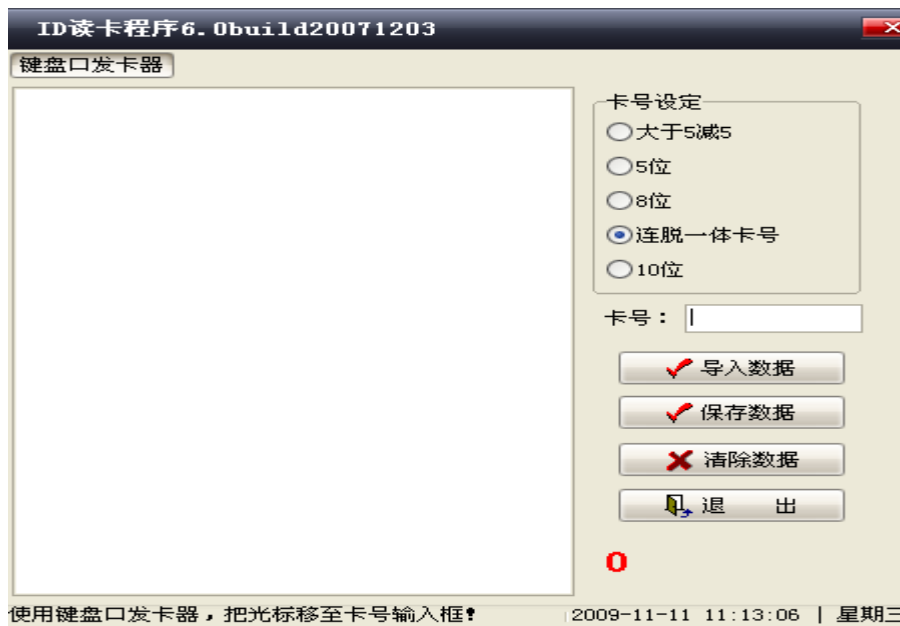 ID读卡程序6.0build20071203
键盘口发卡器
卡号设定
大于5减5
5位
8位
连脱一体卡号
10位
卡号：
导入数据
保存数据
清除数据
退 出
0
使用键盘口发卡器，把光标移至卡号输入框！ 2009-11-11 11:13:06 | 星期三